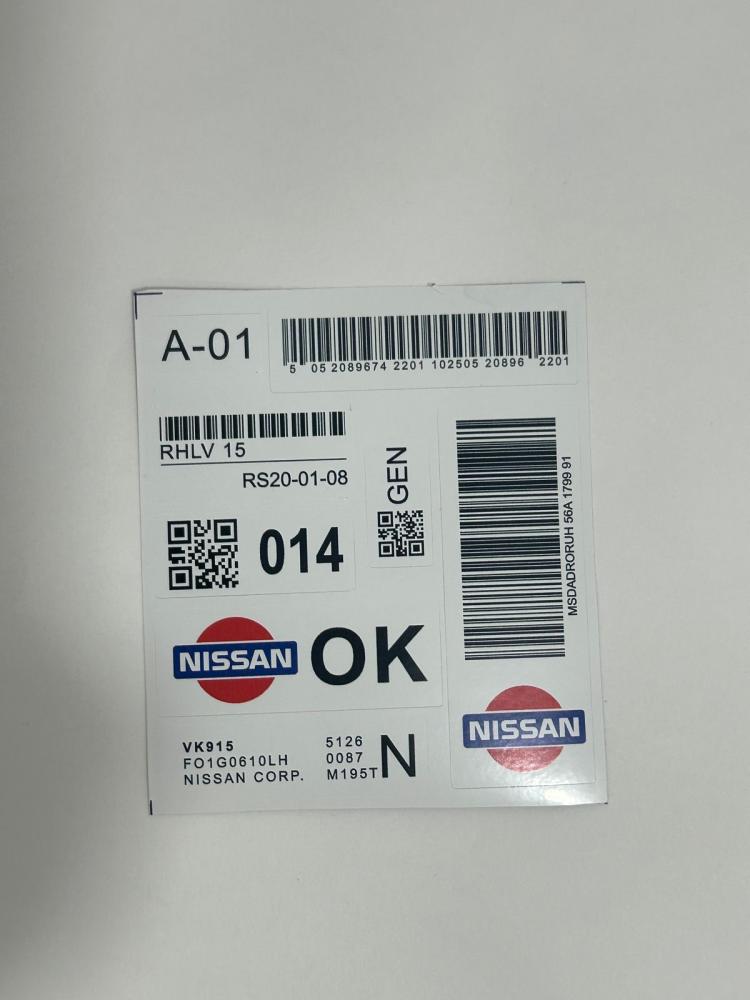 A-01
5 05 2089674 2201 102505 20896 2201
RHLV 15
RS20-01-08
GEN
014
MSDADRORUH 56A 1799 91
NISSAN OK
NISSAN
VK915 5126
FO1G0610LH 0087 N
NISSAN CORP. M195T